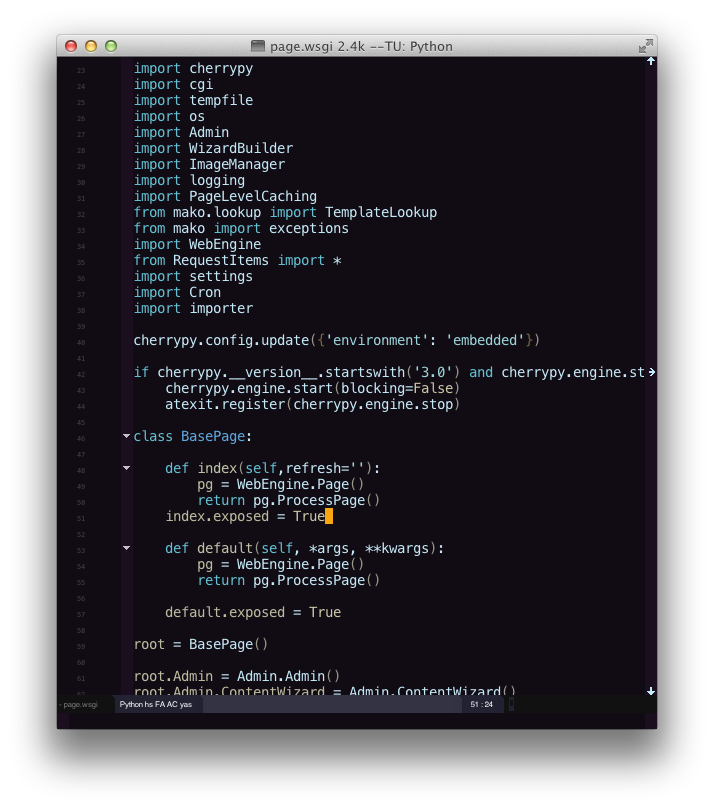 page.wsgi 2.4k --TU: Python
23 import cherrypy
24 import cgi
25 import tempfile
26 import os
27 import Admin
28 import WizardBuilder
29 import ImageManager
30 import logging
31 import PageLevelCaching
32 from mako.lookup import TemplateLookup
33 from mako import exceptions
34 import WebEngine
35 from RequestItems import *
36 import settings
37 import Cron
38 import importer
39
40 cherrypy.config.update({'environment': 'embedded'})
41
42 if cherrypy.__version__.startswith('3.0') and cherrypy.engine.st
43 cherrypy.engine.start(blocking=False)
44 atexit.register(cherrypy.engine.stop)
45
46 class BasePage:
47
48 def index(self,refresh=''):
49 pg = WebEngine.Page()
50 return pg.ProcessPage()
51 index.exposed = True
52
53 def default(self, *args, **kwargs):
54 pg = WebEngine.Page()
55 return pg.ProcessPage()
56
57 default.exposed = True
58
59 root = BasePage()
60
61 root.Admin = Admin.Admin()
62 root.Admin.ContentWizard = Admin.ContentWizard()
- page.wsgi Python hs FA AC yas 51 : 24